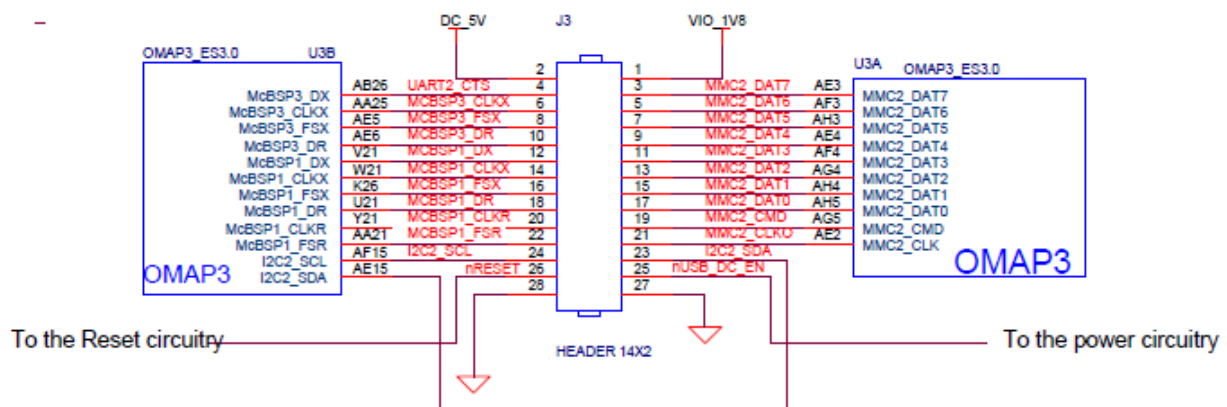 DC_5V J3 VIO_1V8
OMAP3_ES3.0 U3B
U3A OMAP3_ES3.0
2 1
McBSP3_DX AB26 UART2_CTS 4 3 MMC2_DAT7 AE3 MMC2_DAT7
McBSP3_CLKX AA25 MCBSP3_CLKX 6 5 MMC2_DAT6 AF3 MMC2_DAT6
McBSP3_FSX AE5 MCBSP3_FSX 8 7 MMC2_DAT5 AH3 MMC2_DAT5
McBSP3_DR AE6 MCBSP3_DR 10 9 MMC2_DAT4 AE4 MMC2_DAT4
McBSP1_DX V21 MCBSP1_DX 12 11 MMC2_DAT3 AF4 MMC2_DAT3
McBSP1_CLKX W21 MCBSP1_CLKX 14 13 MMC2_DAT2 AG4 MMC2_DAT2
McBSP1_FSX K26 MCBSP1_FSX 16 15 MMC2_DAT1 AH4 MMC2_DAT1
McBSP1_DR U21 MCBSP1_DR 18 17 MMC2_DAT0 AH5 MMC2_DAT0
McBSP1_CLKR Y21 MCBSP1_CLKR 20 19 MMC2_CMD AG5 MMC2_CMD
McBSP1_FSR AA21 MCBSP1_FSR 22 21 MMC2_CLKO AE2 MMC2_CLK
I2C2_SCL AF15 I2C2_SCL 24 23 I2C2_SDA
I2C2_SDA AE15 nRESET 26 25 nUSB_DC_EN
28 27
OMAP3 OMAP3
To the Reset circuitry To the power circuitry
HEADER 14X2